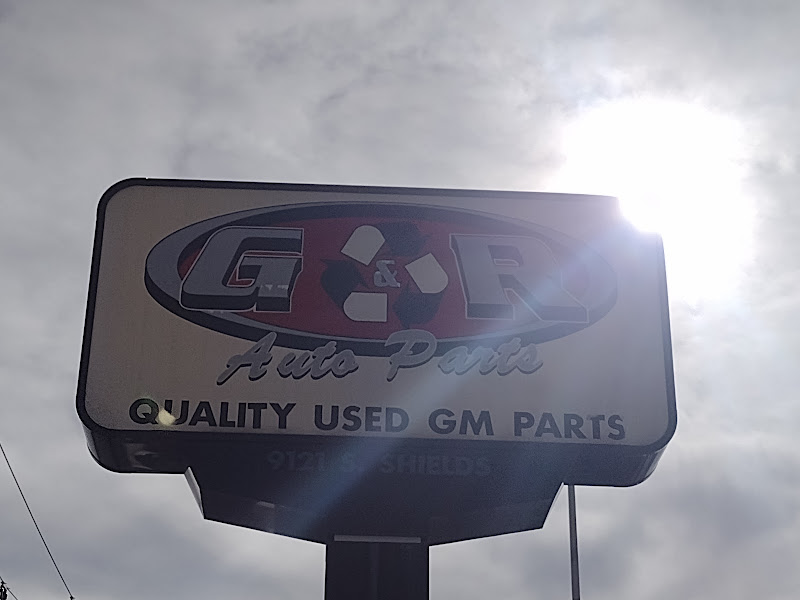 G & R
Auto Parts
QUALITY USED GM PARTS
9121 S. SHIELDS